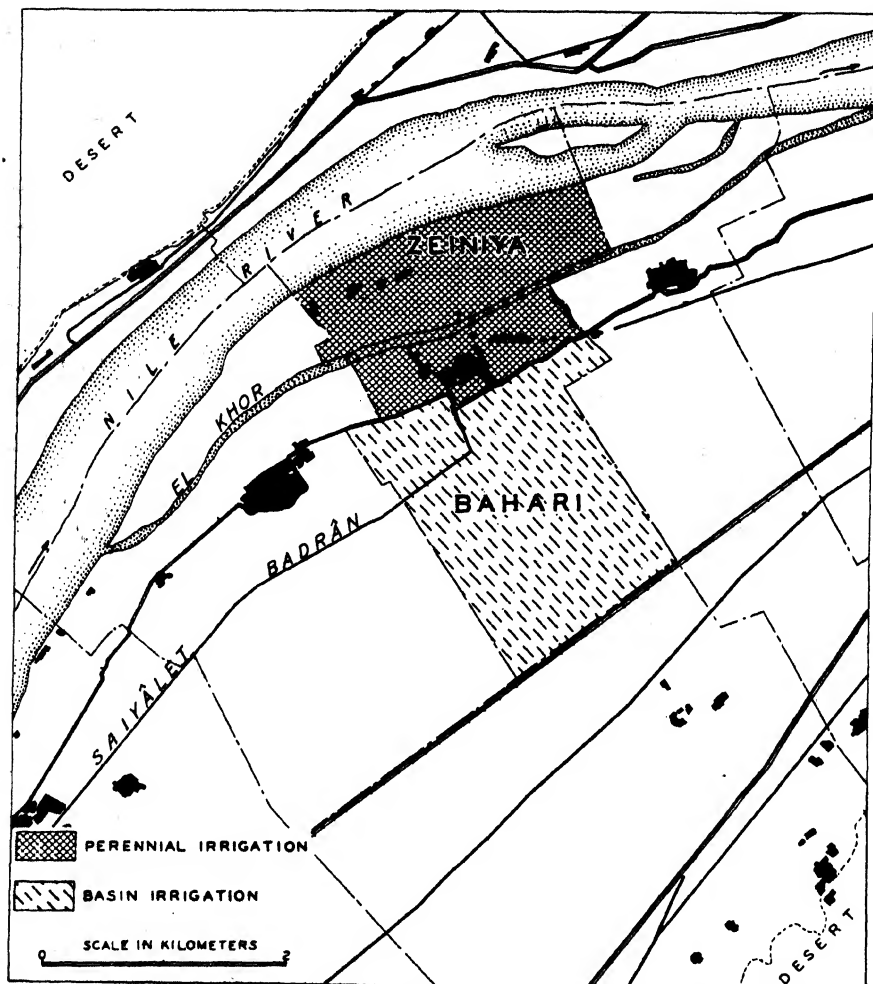 DESERT
NILE RIVER
ZEINIYA
EL KHOR
BAHARI
SAIYÂLET BADRÂN
PERENNIAL IRRIGATION
BASIN IRRIGATION
SCALE IN KILOMETERS
0 2
DESERT